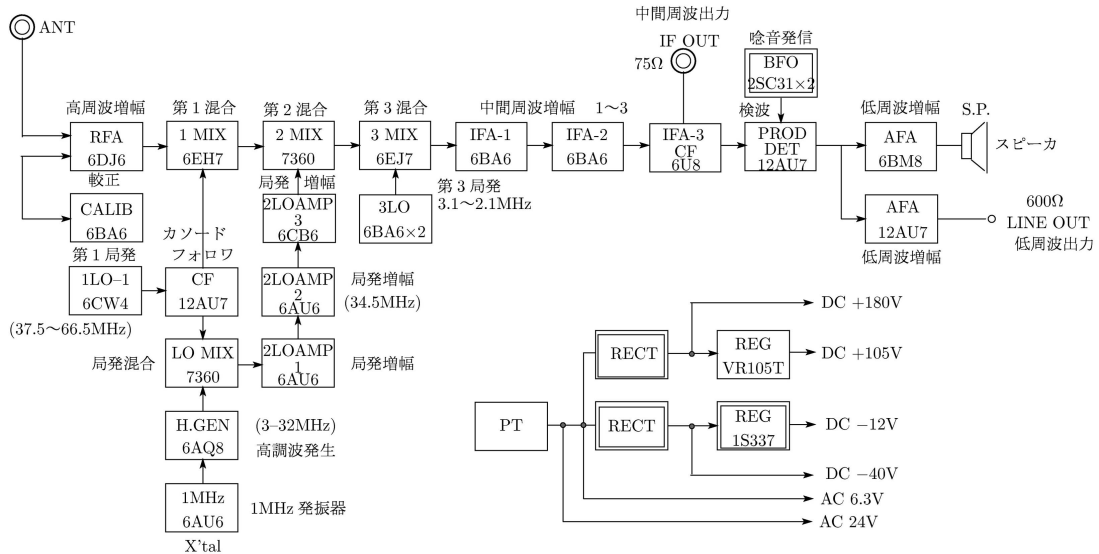 中間周波出力
ANT
IF OUT
75Ω
唸音発信
BFO
2SC31×2
高周波増幅
第1混合
第2混合
第3混合
中間周波増幅 1～3
検波
低周波増幅
S.P.
RFA
6DJ6
1 MIX
6EH7
2 MIX
7360
3 MIX
6EJ7
IFA-1
6BA6
IFA-2
6BA6
IFA-3
CF
6U8
PROD
DET
12AU7
AFA
6BM8
スピーカ
較正
局発 増幅
第3局発
3.1～2.1MHz
CALIB
6BA6
カソード
フォロワ
2LOAMP
3
6CB6
3LO
6BA6×2
AFA
12AU7
600Ω
LINE OUT
低周波出力
低周波増幅
第1局発
1LO–1
6CW4
CF
12AU7
2LOAMP
2
6AU6
局発増幅
(34.5MHz)
(37.5～66.5MHz)
DC +180V
局発混合
LO MIX
7360
2LOAMP
1
6AU6
局発増幅
RECT
REG
VR105T
DC +105V
H.GEN
6AQ8
(3–32MHz)
高調波発生
PT
RECT
REG
1S337
DC −12V
DC −40V
1MHz
6AU6
1MHz 発振器
AC 6.3V
AC 24V
X'tal